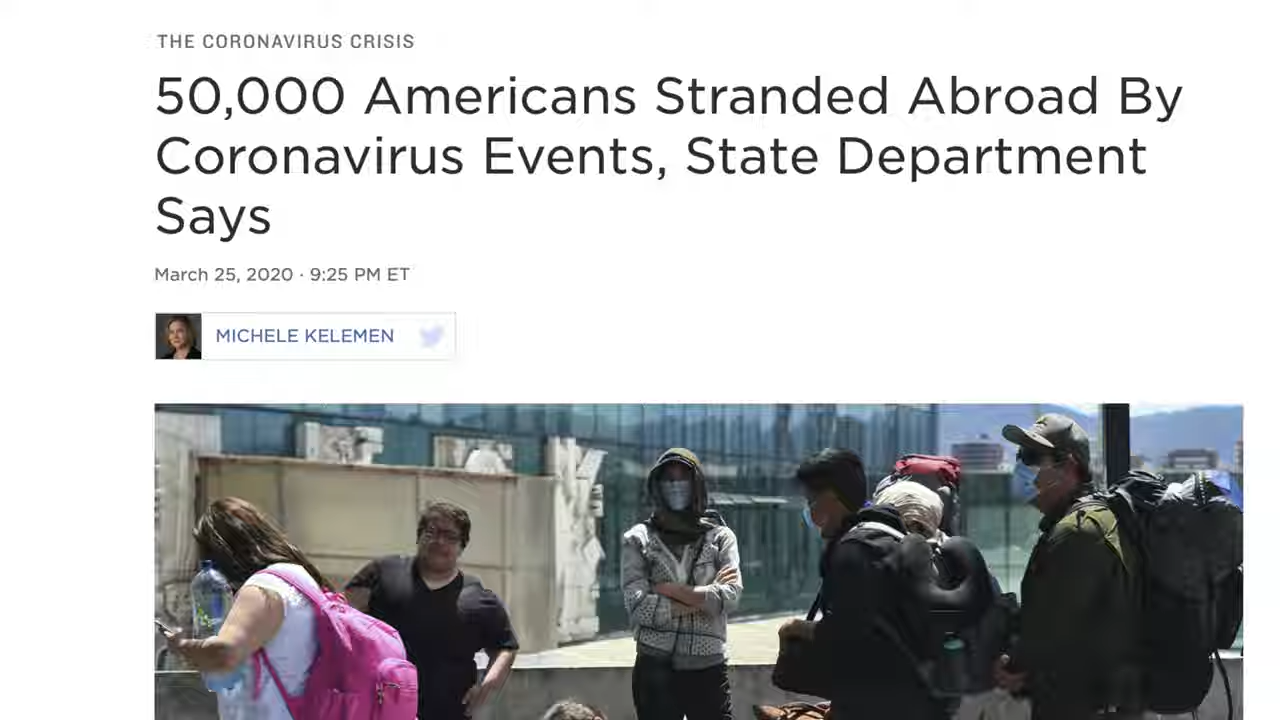 THE CORONAVIRUS CRISIS
50,000 Americans Stranded Abroad By
Coronavirus Events, State Department
Says
March 25, 2020 · 9:25 PM ET
MICHELE KELEMEN